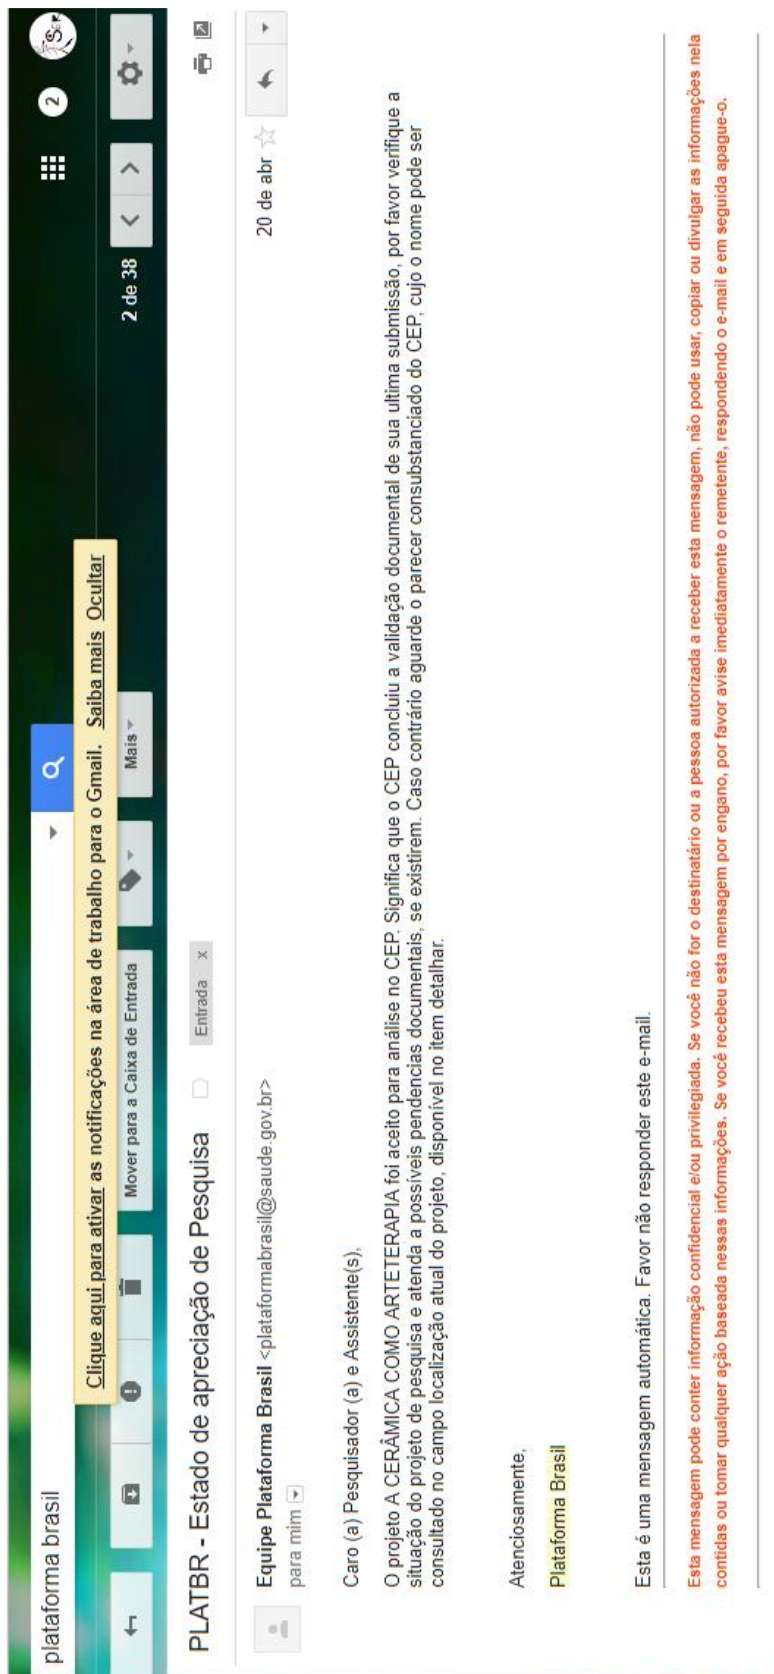 plataforma brasil
2
Clique aqui para ativar as notificações na área de trabalho para o Gmail. Saiba mais Ocultar
Mover para a Caixa de Entrada
Mais
2 de 38
PLATBR - Estado de apreciação de Pesquisa
Entrada x
Equipe Plataforma Brasil <plataformabrasil@saude.gov.br>
20 de abr
para mim
Caro (a) Pesquisador (a) e Assistente(s),
O projeto A CERÂMICA COMO ARTETERAPIA foi aceito para análise no CEP. Significa que o CEP concluiu a validação documental de sua ultima submissão, por favor verifique a
situação do projeto de pesquisa e atenda a possíveis pendencias documentais, se existirem. Caso contrário aguarde o parecer consubstanciado do CEP, cujo o nome pode ser
consultado no campo localização atual do projeto, disponível no item detalhar.
Atenciosamente,
Plataforma Brasil
Esta é uma mensagem automática. Favor não responder este e-mail.
Esta mensagem pode conter informação confidencial e/ou privilegiada. Se você não for o destinatário ou a pessoa autorizada a receber esta mensagem, não pode usar, copiar ou divulgar as informações nela
contidas ou tomar qualquer ação baseada nessas informações. Se você recebeu esta mensagem por engano, por favor avise imediatamente o remetente, respondendo o e-mail e em seguida apague-o.